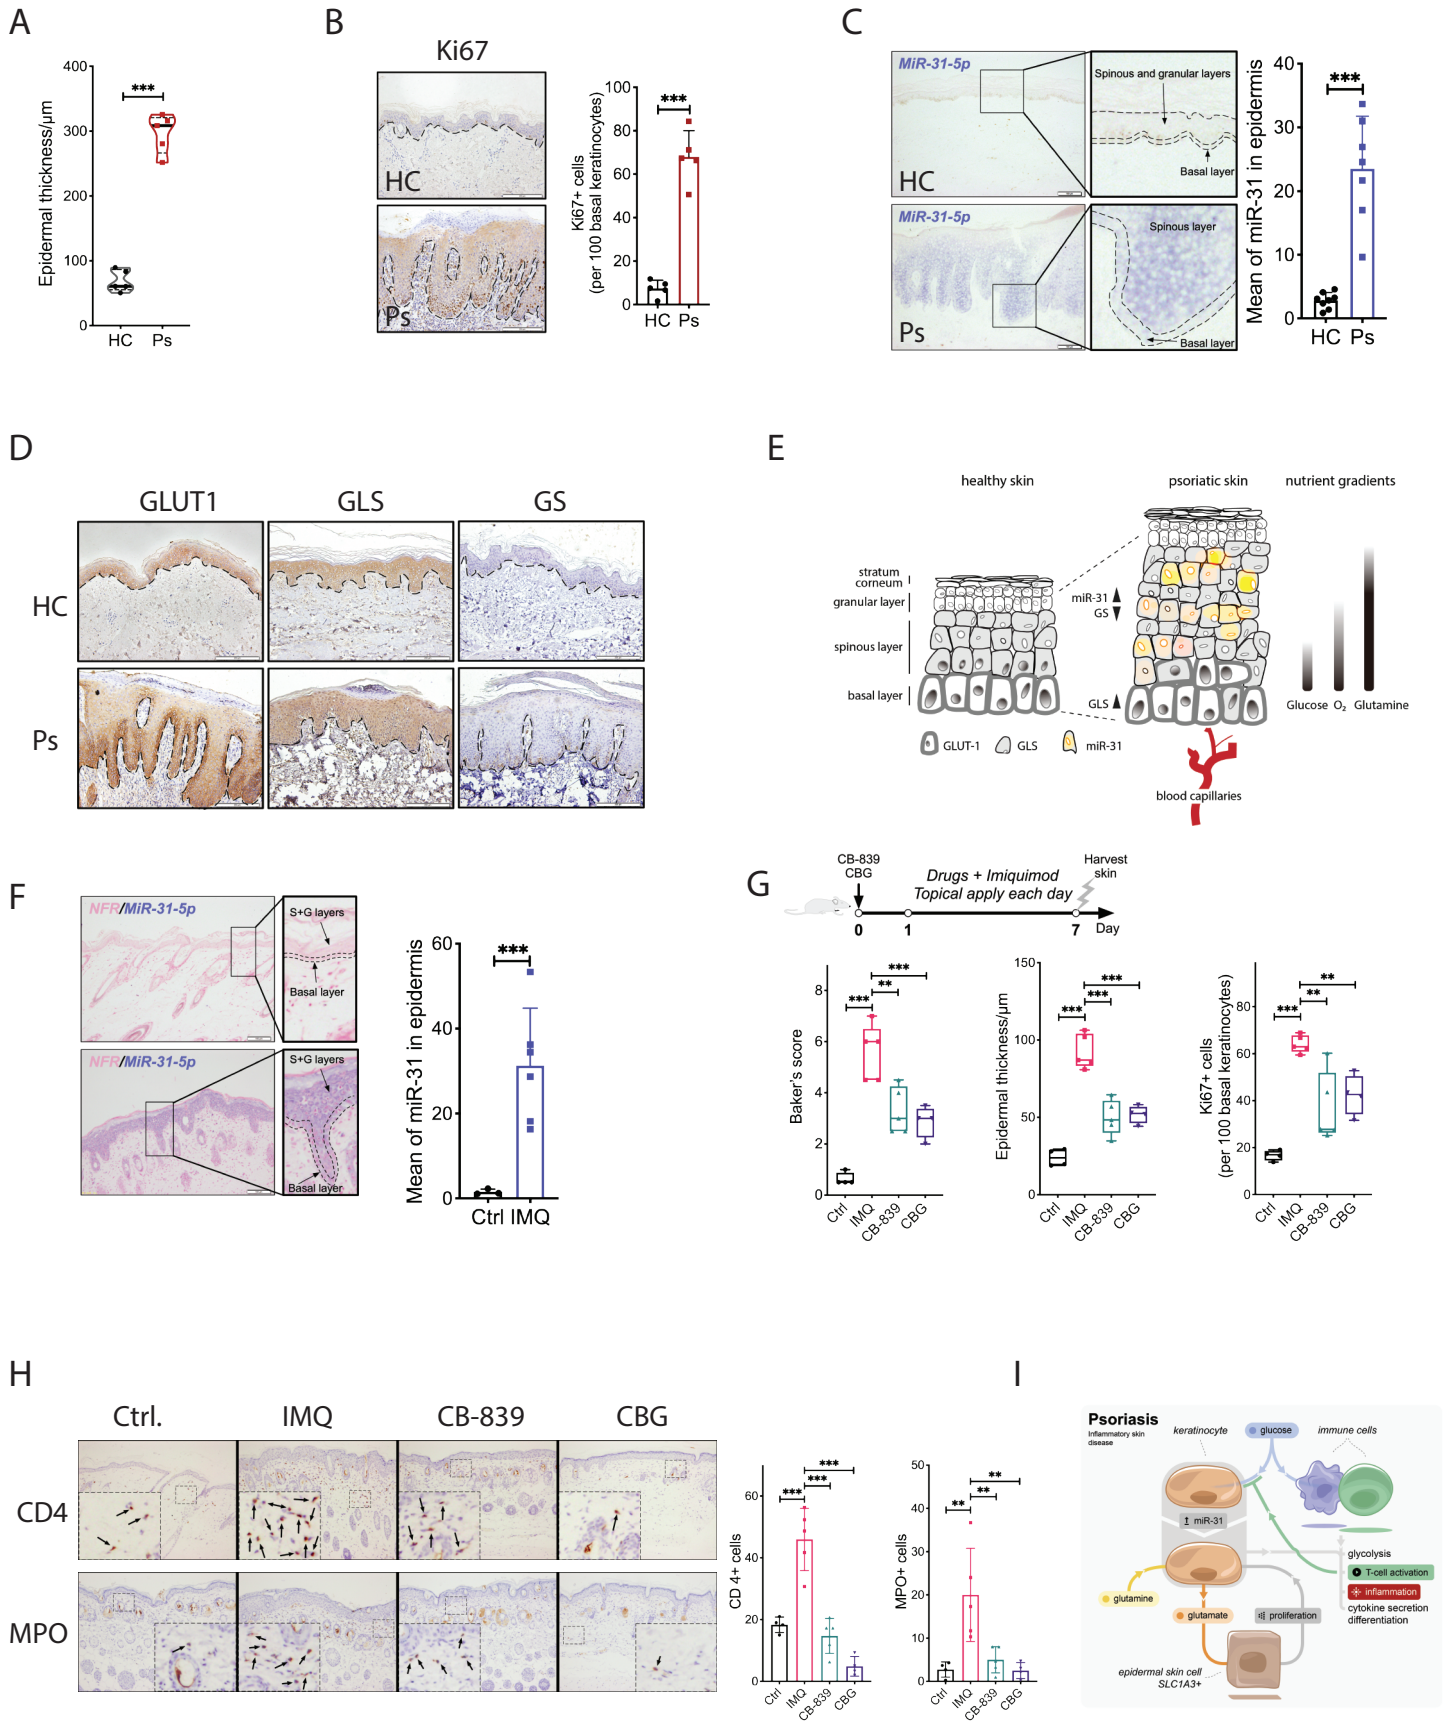 A
Epidermal thickness/μm
400
300
200
100
0
***
HC
Ps
B
Ki67
HC
Ps
Ki67+ cells
(per 100 basal keratinocytes)
100
80
60
40
20
0
***
HC
Ps
C
MiR-31-5p
HC
Spinous and granular layers
Basal layer
MiR-31-5p
Ps
Spinous layer
Basal layer
Mean of miR-31 in epidermis
40
30
20
10
0
***
HC
Ps
D
GLUT1
GLS
GS
HC
Ps
E
healthy skin
psoriatic skin
nutrient gradients
stratum
corneum
granular layer
spinous layer
basal layer
miR-31
GS
GLS
Glucose
O₂
Glutamine
GLUT-1
GLS
miR-31
blood capillaries
F
NFR/MiR-31-5p
S+G layers
Basal layer
NFR/MiR-31-5p
S+G layers
Basal layer
Mean of miR-31 in epidermis
60
40
20
0
***
Ctrl
IMQ
G
CB-839
CBG
Drugs + Imiquimod
Topical apply each day
Harvest
skin
0
1
7
Day
Baker's score
8
6
4
2
0
***
**
***
Ctrl
IMQ
CB-839
CBG
Epidermal thickness/μm
150
100
50
0
***
***
***
Ctrl
IMQ
CB-839
CBG
Ki67+ cells
(per 100 basal keratinocytes)
80
60
40
20
0
***
**
**
Ctrl
IMQ
CB-839
CBG
H
Ctrl.
IMQ
CB-839
CBG
CD4
MPO
CD 4+ cells
60
40
20
0
***
***
***
Ctrl
IMQ
CB-839
CBG
MPO+ cells
50
40
30
20
10
0
**
**
**
Ctrl
IMQ
CB-839
CBG
I
Psoriasis
Inflammatory skin
disease
keratinocyte
glucose
immune cells
miR-31
glutamine
glutamate
proliferation
glycolysis
T-cell activation
inflammation
cytokine secretion
differentiation
epidermal skin cell
SLC1A3+